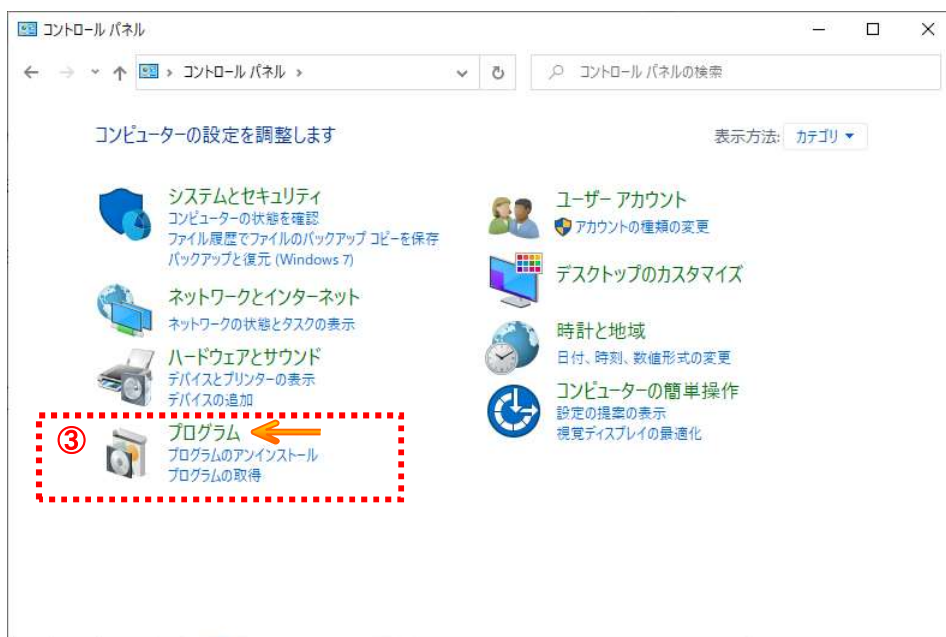 コントロール パネル
コントロール パネル
コントロール パネルの検索
コンピューターの設定を調整します
表示方法: カテゴリ
システムとセキュリティ
コンピューターの状態を確認
ファイル履歴でファイルのバックアップ コピーを保存
バックアップと復元 (Windows 7)
ネットワークとインターネット
ネットワークの状態とタスクの表示
ハードウェアとサウンド
デバイスとプリンターの表示
デバイスの追加
③
プログラム
プログラムのアンインストール
プログラムの取得
ユーザー アカウント
アカウントの種類の変更
デスクトップのカスタマイズ
時計と地域
日付、時刻、数値形式の変更
コンピューターの簡単操作
設定の提案の表示
視覚ディスプレイの最適化